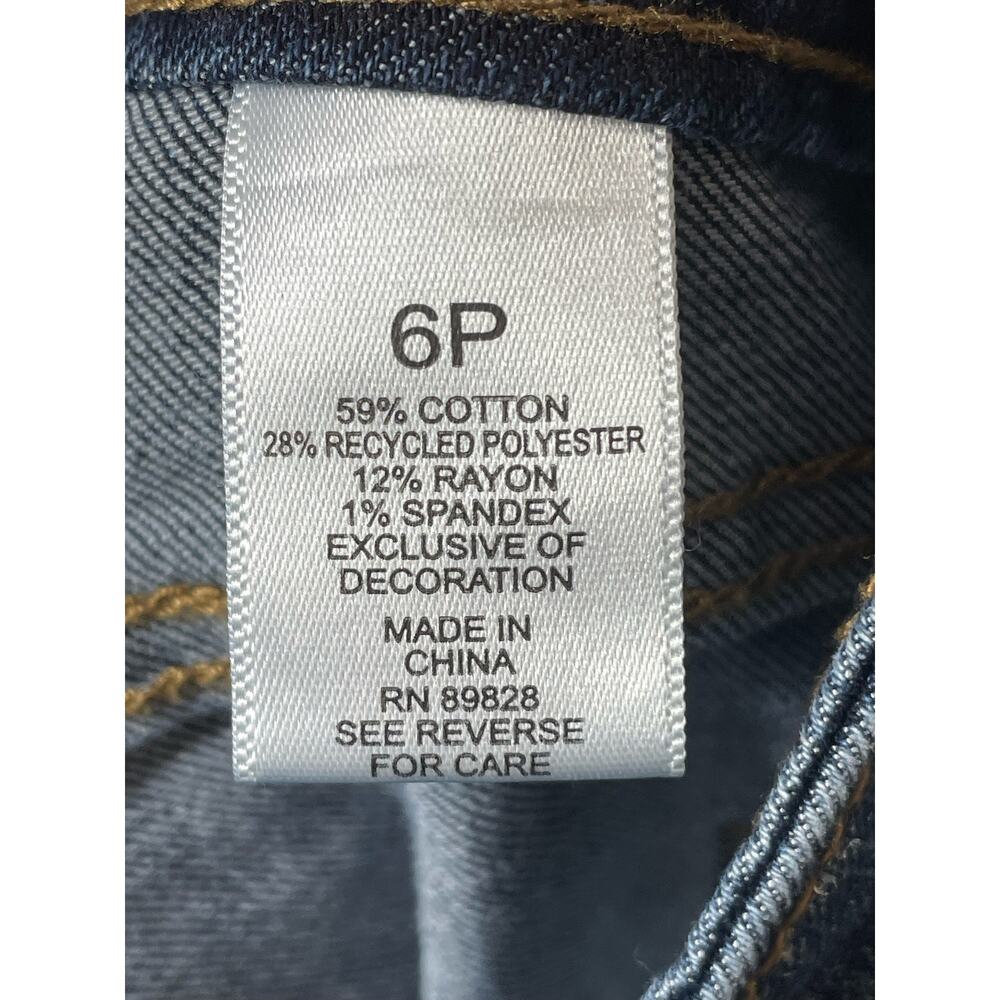 6P
59% COTTON
28% RECYCLED POLYESTER
12% RAYON
1% SPANDEX
EXCLUSIVE OF
DECORATION
MADE IN
CHINA
RN 89828
SEE REVERSE
FOR CARE